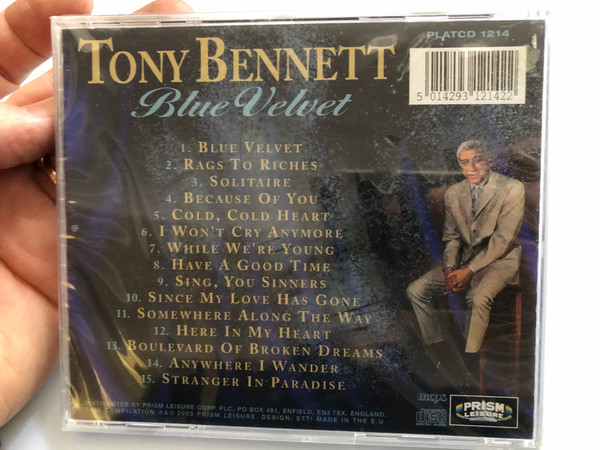 PLATCD 1214
TONY BENNETT
Blue Velvet
5 014293 121422
1. BLUE VELVET
2. RAGS TO RICHES
3. SOLITAIRE
4. BECAUSE OF YOU
5. COLD, COLD HEART
6. I WON'T CRY ANYMORE
7. WHILE WE'RE YOUNG
8. HAVE A GOOD TIME
9. SING, YOU SINNERS
10. SINCE MY LOVE HAS GONE
11. SOMEWHERE ALONG THE WAY
12. HERE IN MY HEART
13. BOULEVARD OF BROKEN DREAMS
14. ANYWHERE I WANDER
15. STRANGER IN PARADISE
DISTRIBUTED BY PRISM LEISURE CORP PLC, PO BOX 481, ENFIELD, EN3 7SX, ENGLAND.
COMPILATION ℗&© 2003 PRISM LEISURE. DESIGN: STTI MADE IN THE E.U
mcps
disc
PRISM
LEISURE